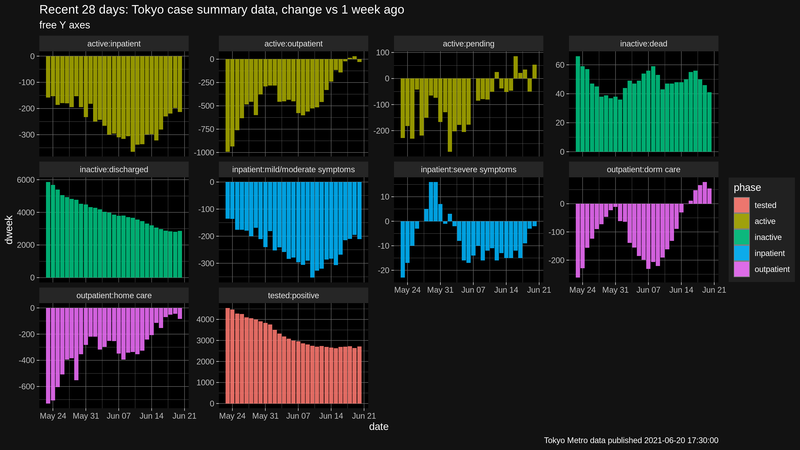 Recent 28 days: Tokyo case summary data, change vs 1 week ago
free Y axes
active:inpatient
active:outpatient
active:pending
inactive:dead
0
-100
-200
-300
0
-250
-500
-750
-1000
100
0
-100
-200
60
40
20
0
inactive:discharged
inpatient:mild/moderate symptoms
inpatient:severe symptoms
outpatient:dorm care
6000
4000
2000
0
0
-100
-200
-300
10
0
-10
-20
0
-100
-200
May 24 May 31 Jun 07 Jun 14 Jun 21
May 24 May 31 Jun 07 Jun 14 Jun 21
outpatient:home care
tested:positive
0
-200
-400
-600
4000
3000
2000
1000
0
May 24 May 31 Jun 07 Jun 14 Jun 21
May 24 May 31 Jun 07 Jun 14 Jun 21
dweek
date
phase
tested
active
inactive
inpatient
outpatient
Tokyo Metro data published 2021-06-20 17:30:00